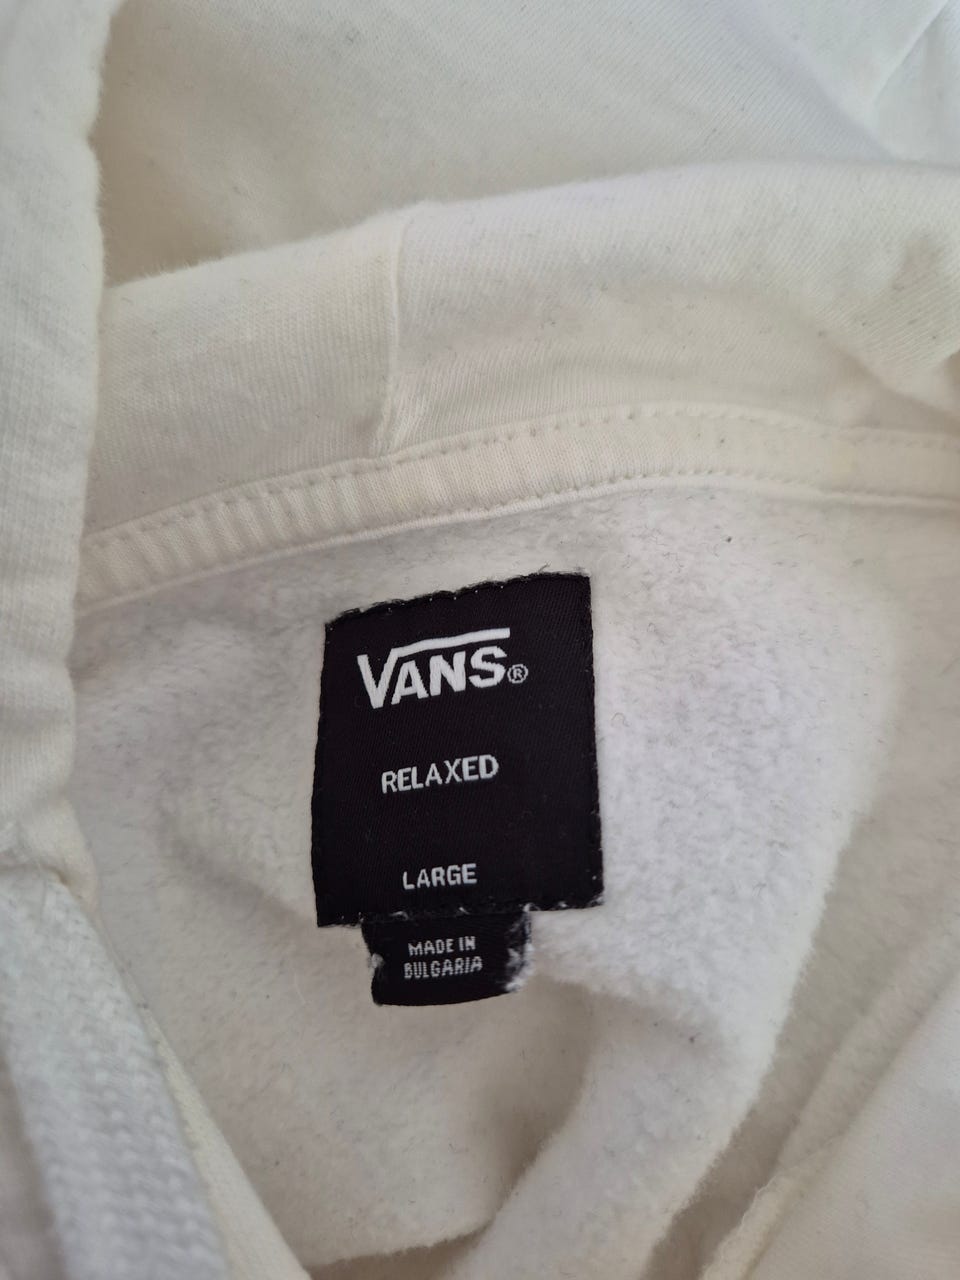 VANS®
RELAXED
LARGE
MADE IN
BULGARIA